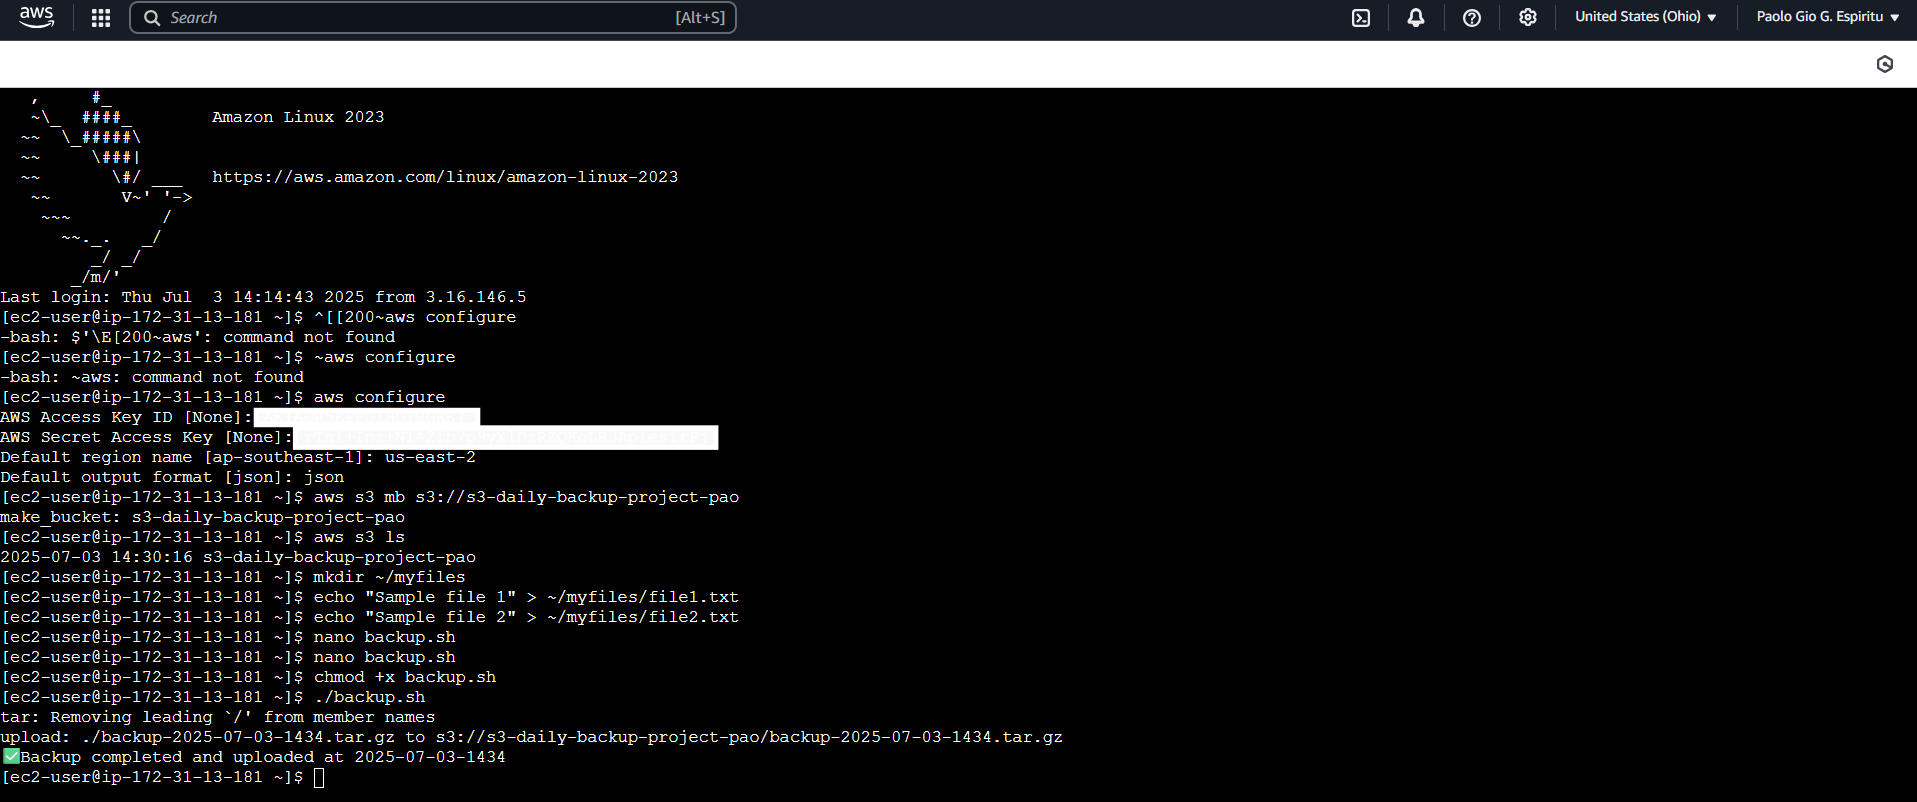 aws
Search [Alt+S] United States (Ohio) Paolo Gio G. Espiritu
   ,     #_
   ~\_  ####_        Amazon Linux 2023
  ~~  \_#####\
  ~~     \###|
  ~~       \#/ ___   https://aws.amazon.com/linux/amazon-linux-2023
   ~~       V~' '->
    ~~~         /
      ~~._.   _/
         _/ _/
       _/m/'
Last login: Thu Jul  3 14:14:43 2025 from 3.16.146.5
[ec2-user@ip-172-31-13-181 ~]$ ^[[200~aws configure
-bash: $'\E[200~aws': command not found
[ec2-user@ip-172-31-13-181 ~]$ ~aws configure
-bash: ~aws: command not found
[ec2-user@ip-172-31-13-181 ~]$ aws configure
AWS Access Key ID [None]:
AWS Secret Access Key [None]:
Default region name [ap-southeast-1]: us-east-2
Default output format [json]: json
[ec2-user@ip-172-31-13-181 ~]$ aws s3 mb s3://s3-daily-backup-project-pao
make_bucket: s3-daily-backup-project-pao
[ec2-user@ip-172-31-13-181 ~]$ aws s3 ls
2025-07-03 14:30:16 s3-daily-backup-project-pao
[ec2-user@ip-172-31-13-181 ~]$ mkdir ~/myfiles
[ec2-user@ip-172-31-13-181 ~]$ echo "Sample file 1" > ~/myfiles/file1.txt
[ec2-user@ip-172-31-13-181 ~]$ echo "Sample file 2" > ~/myfiles/file2.txt
[ec2-user@ip-172-31-13-181 ~]$ nano backup.sh
[ec2-user@ip-172-31-13-181 ~]$ nano backup.sh
[ec2-user@ip-172-31-13-181 ~]$ chmod +x backup.sh
[ec2-user@ip-172-31-13-181 ~]$ ./backup.sh
tar: Removing leading `/' from member names
upload: ./backup-2025-07-03-1434.tar.gz to s3://s3-daily-backup-project-pao/backup-2025-07-03-1434.tar.gz
✅Backup completed and uploaded at 2025-07-03-1434
[ec2-user@ip-172-31-13-181 ~]$